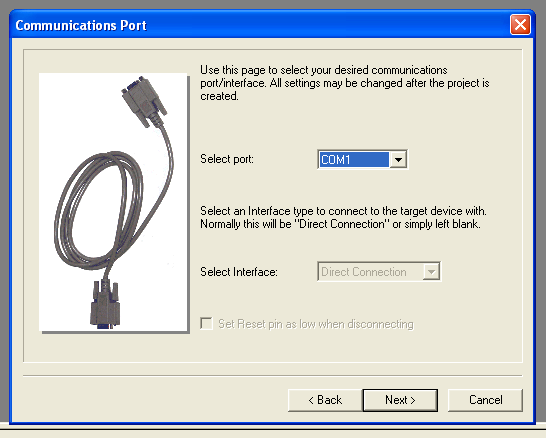 Communications Port
Use this page to select your desired communications
port/interface. All settings may be changed after the project is
created.
Select port:
COM1
Select an Interface type to connect to the target device with.
Normally this will be "Direct Connection" or simply left blank.
Select Interface:
Direct Connection
Set Reset pin as low when disconnecting
< Back
Next >
Cancel